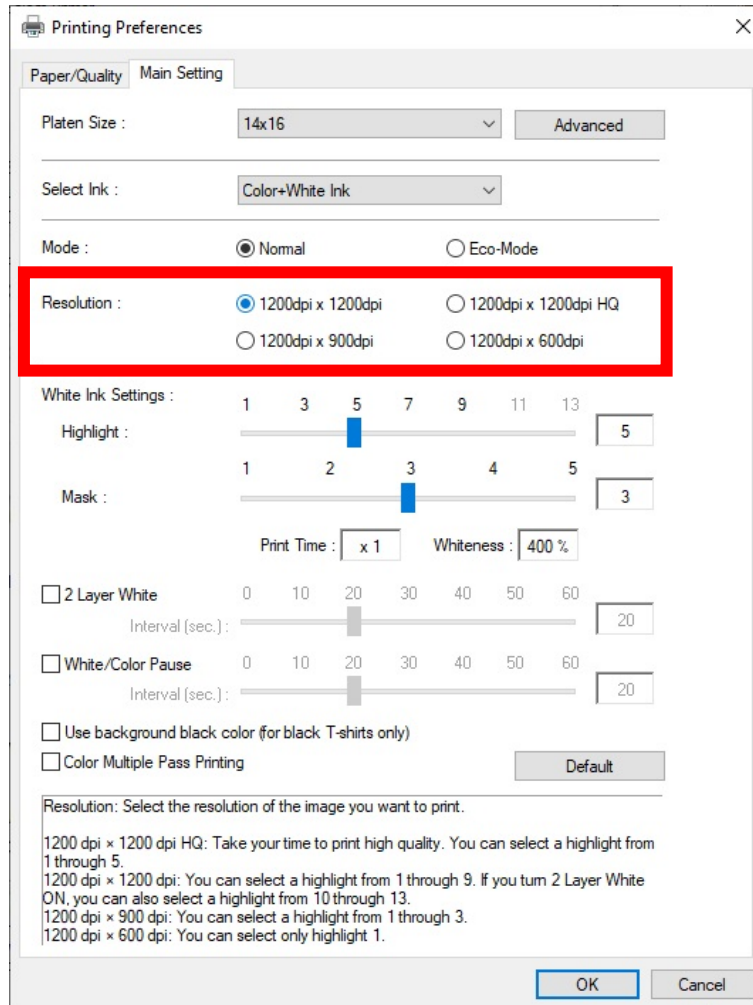 Printing Preferences
Paper/Quality Main Setting
Platen Size : 14x16 Advanced
Select Ink : Color+White Ink
Mode : Normal Eco-Mode
Resolution : 1200dpi x 1200dpi 1200dpi x 1200dpi HQ
1200dpi x 900dpi 1200dpi x 600dpi
White Ink Settings : 1 3 5 7 9 11 13
Highlight : 5
1 2 3 4 5
Mask : 3
Print Time : x 1 Whiteness : 400 %
2 Layer White 0 10 20 30 40 50 60
Interval (sec.) : 20
White/Color Pause 0 10 20 30 40 50 60
Interval (sec.) : 20
Use background black color (for black T-shirts only)
Color Multiple Pass Printing Default
Resolution: Select the resolution of the image you want to print.
1200 dpi × 1200 dpi HQ: Take your time to print high quality. You can select a highlight from
1 through 5.
1200 dpi × 1200 dpi: You can select a highlight from 1 through 9. If you turn 2 Layer White
ON, you can also select a highlight from 10 through 13.
1200 dpi × 900 dpi: You can select a highlight from 1 through 3.
1200 dpi × 600 dpi: You can select only highlight 1.
OK Cancel